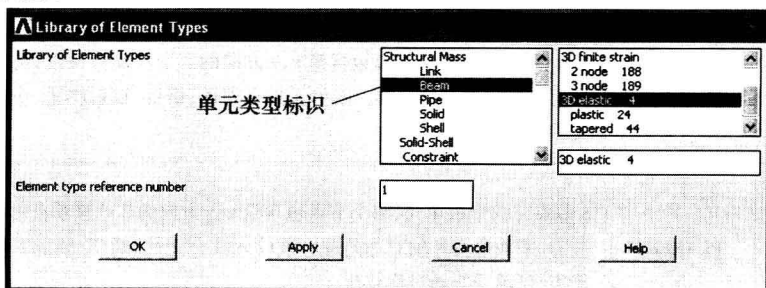 Library of Element Types
Library of Element Types
Structural Mass
Link
Beam
Pipe
Solid
Shell
Solid-Shell
Constraint
3D finite strain
2 node 188
3 node 189
3D elastic 4
plastic 24
tapered 44
3D elastic 4
单元类型标识
Element type reference number
1
OK
Apply
Cancel
Help